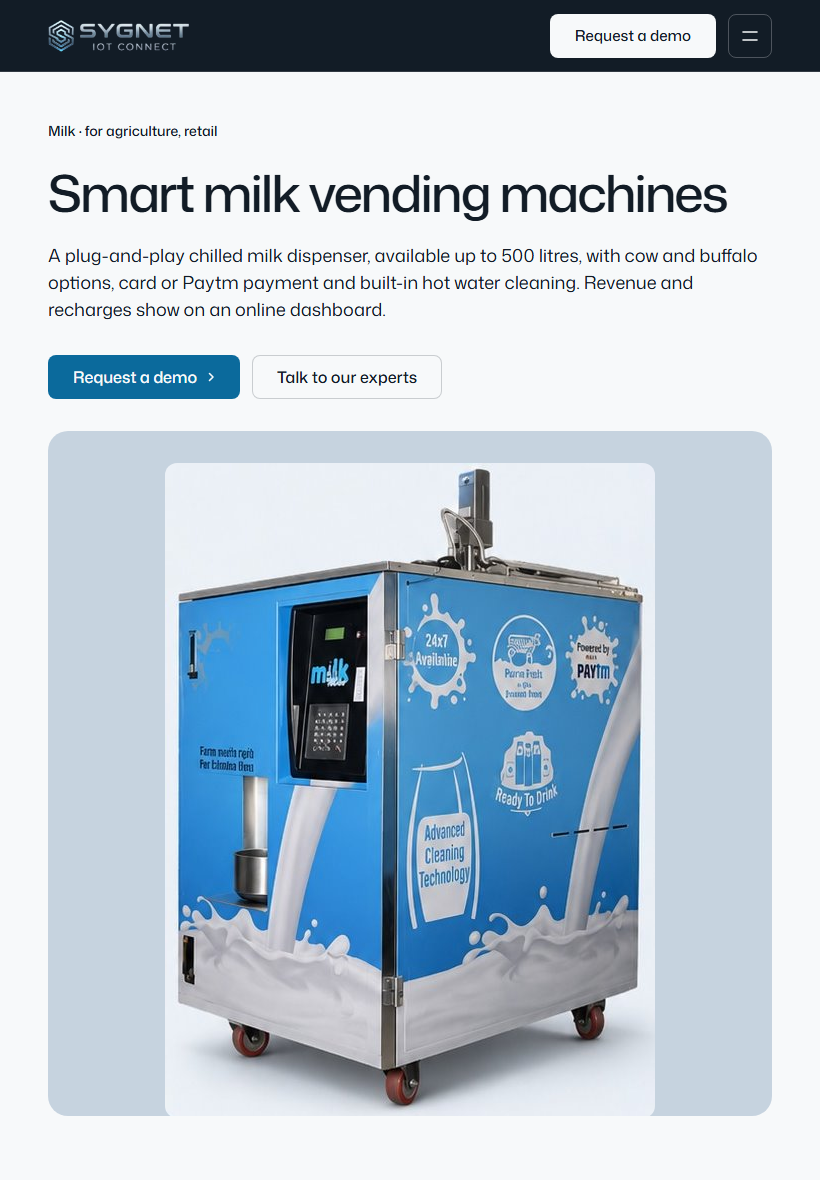 SYGNET
IOT CONNECT
Request a demo
Milk · for agriculture, retail
Smart milk vending machines
A plug-and-play chilled milk dispenser, available up to 500 litres, with cow and buffalo
options, card or Paytm payment and built-in hot water cleaning. Revenue and
recharges show on an online dashboard.
Request a demo
Talk to our experts
milk
24x7
Powered by
PAYtm
Ready To Drink
Advanced
Cleaning
Technology